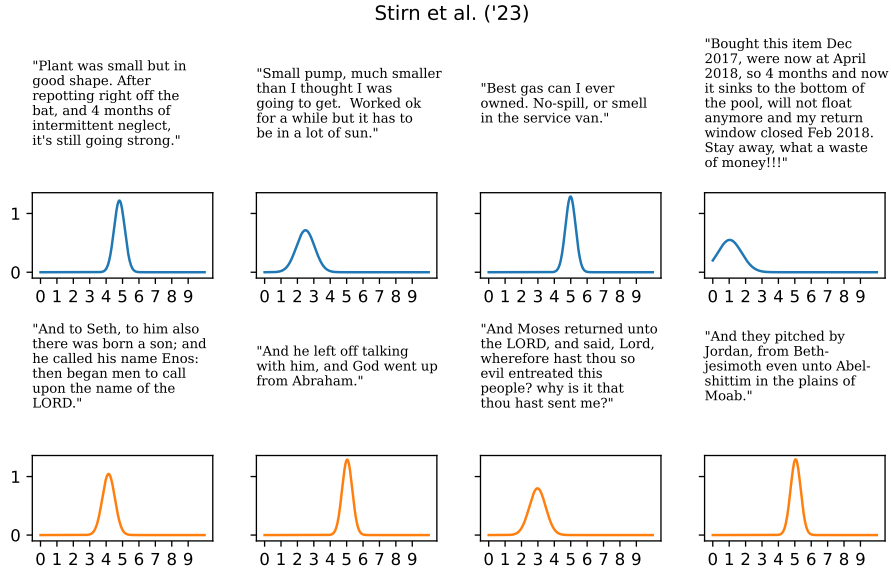 Stirn et al. ('23)
"Plant was small but in
good shape. After
repotting right off the
bat, and 4 months of
intermittent neglect,
it's still going strong."
"Small pump, much smaller
than I thought I was
going to get.  Worked ok
for a while but it has to
be in a lot of sun."
"Best gas can I ever
owned. No-spill, or smell
in the service van."
"Bought this item Dec
2017, were now at April
2018, so 4 months and now
it sinks to the bottom of
the pool, will not float
anymore and my return
window closed Feb 2018.
Stay away, what a waste
of money!!!"
1
0
0 1 2 3 4 5 6 7 8 9
0 1 2 3 4 5 6 7 8 9
0 1 2 3 4 5 6 7 8 9
0 1 2 3 4 5 6 7 8 9
"And to Seth, to him also
there was born a son; and
he called his name Enos:
then began men to call
upon the name of the
LORD."
"And he left off talking
with him, and God went up
from Abraham."
"And Moses returned unto
the LORD, and said, Lord,
wherefore hast thou so
evil entreated this
people? why is it that
thou hast sent me?"
"And they pitched by
Jordan, from Beth-
jesimoth even unto Abel-
shittim in the plains of
Moab."
1
0
0 1 2 3 4 5 6 7 8 9
0 1 2 3 4 5 6 7 8 9
0 1 2 3 4 5 6 7 8 9
0 1 2 3 4 5 6 7 8 9